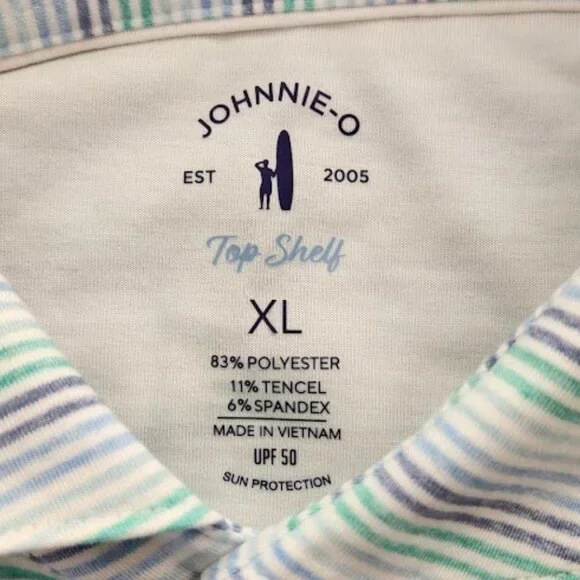 JOHNNIE-O
EST 2005
Top Shelf
XL
83% POLYESTER
11% TENCEL
6% SPANDEX
MADE IN VIETNAM
UPF 50
SUN PROTECTION